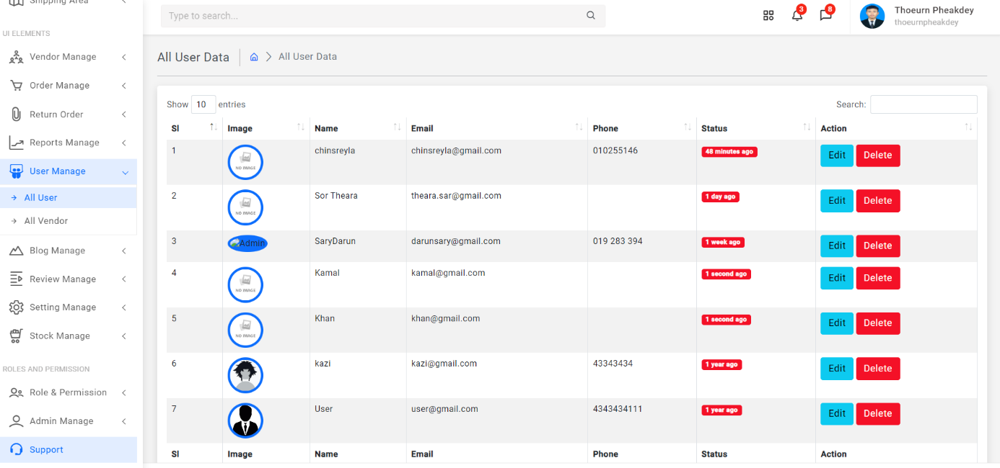 Shipping Area
UI ELEMENTS
Vendor Manage
Order Manage
Return Order
Reports Manage
User Manage
All User
All Vendor
Blog Manage
Review Manage
Setting Manage
Stock Manage
ROLES AND PERMISSION
Role & Permission
Admin Manage
Support
Type to search...
3
8
Thoeurn Pheakdey
thoeurnpheakdey
All User Data
All User Data
Show 10 entries
Search:
Sl Image Name Email Phone Status Action
1 NO IMAGE chinsreyla chinsreyla@gmail.com 010255146 48 minutes ago Edit Delete
2 NO IMAGE Sor Theara theara.sar@gmail.com 1 day ago Edit Delete
3 Admin SaryDarun darunsary@gmail.com 019 283 394 1 week ago Edit Delete
4 NO IMAGE Kamal kamal@gmail.com 1 second ago Edit Delete
5 NO IMAGE Khan khan@gmail.com 1 second ago Edit Delete
6 kazi kazi@gmail.com 43343434 1 year ago Edit Delete
7 User user@gmail.com 4343434111 1 year ago Edit Delete
Sl Image Name Email Phone Status Action